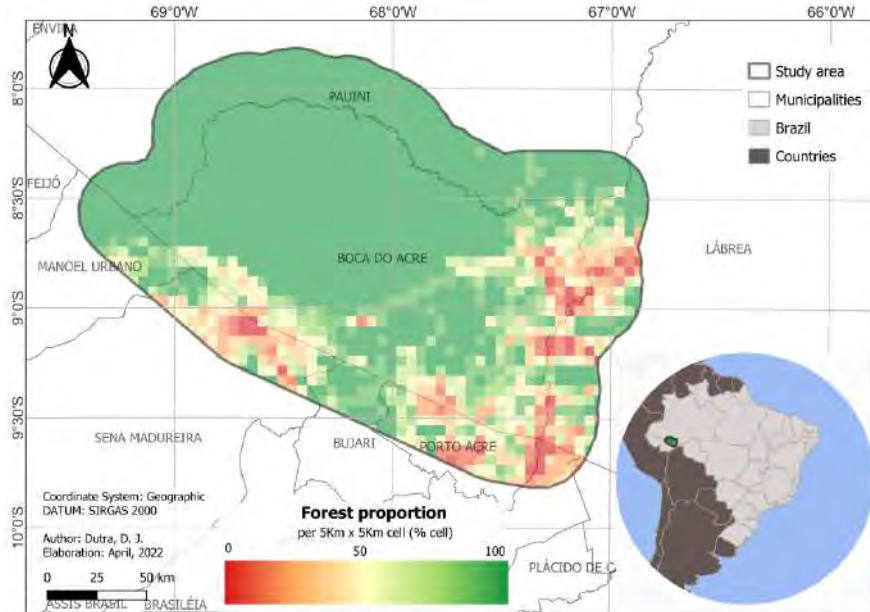 69°0'W 68°0'W 67°0'W 66°0'W
ENVIRA
8°0'S
PAUINI
Study area
Municipalities
Brazil
Countries
FEIJÓ
8°30'S
MANOEL URBANO
BOCA DO ACRE
LÁBREA
9°0'S
9°30'S
SENA MADUREIRA
BUJARI
PORTO ACRE
10°0'S
Coordinate System: Geographic
DATUM: SIRGAS 2000
Author: Dutra, D. J.
Elaboration: April, 2022
0 25 50 km
Forest proportion
per 5Km x 5Km cell (% cell)
0 50 100
PLÁCIDO DE C
ASSIS BRASIL
BRASILÉIA